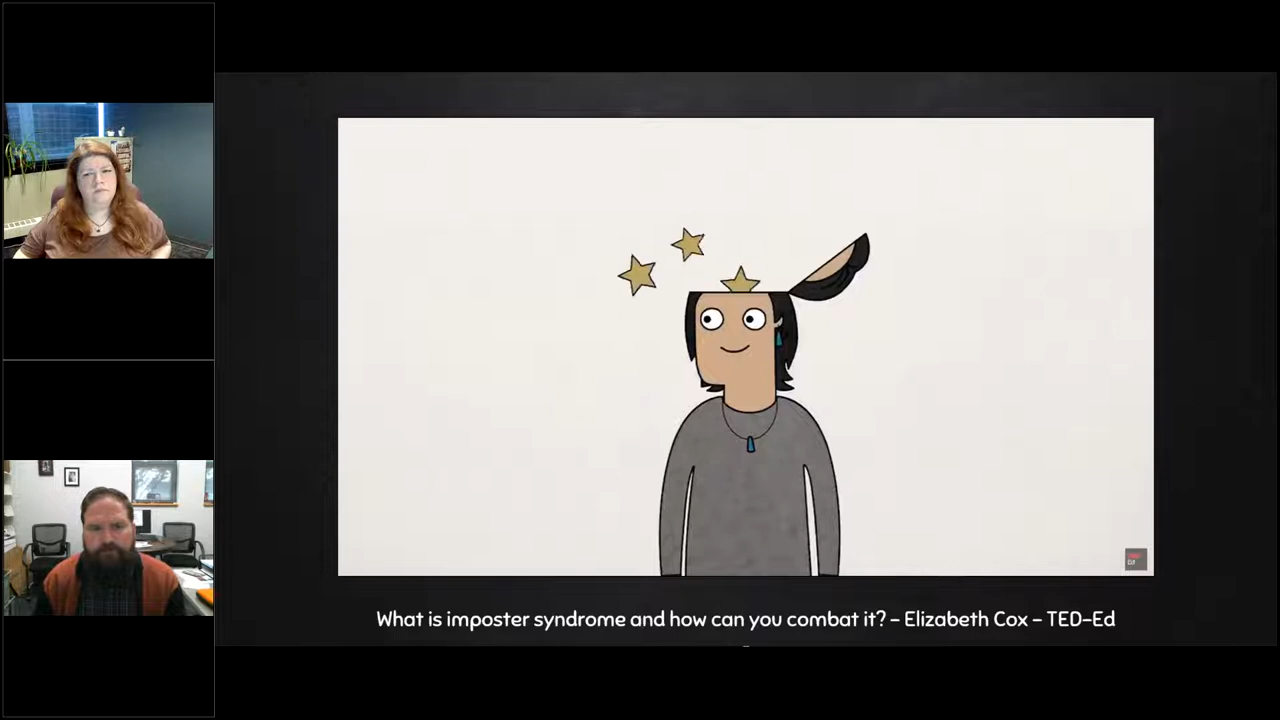 What is imposter syndrome and how can you combat it? – Elizabeth Cox – TED-Ed